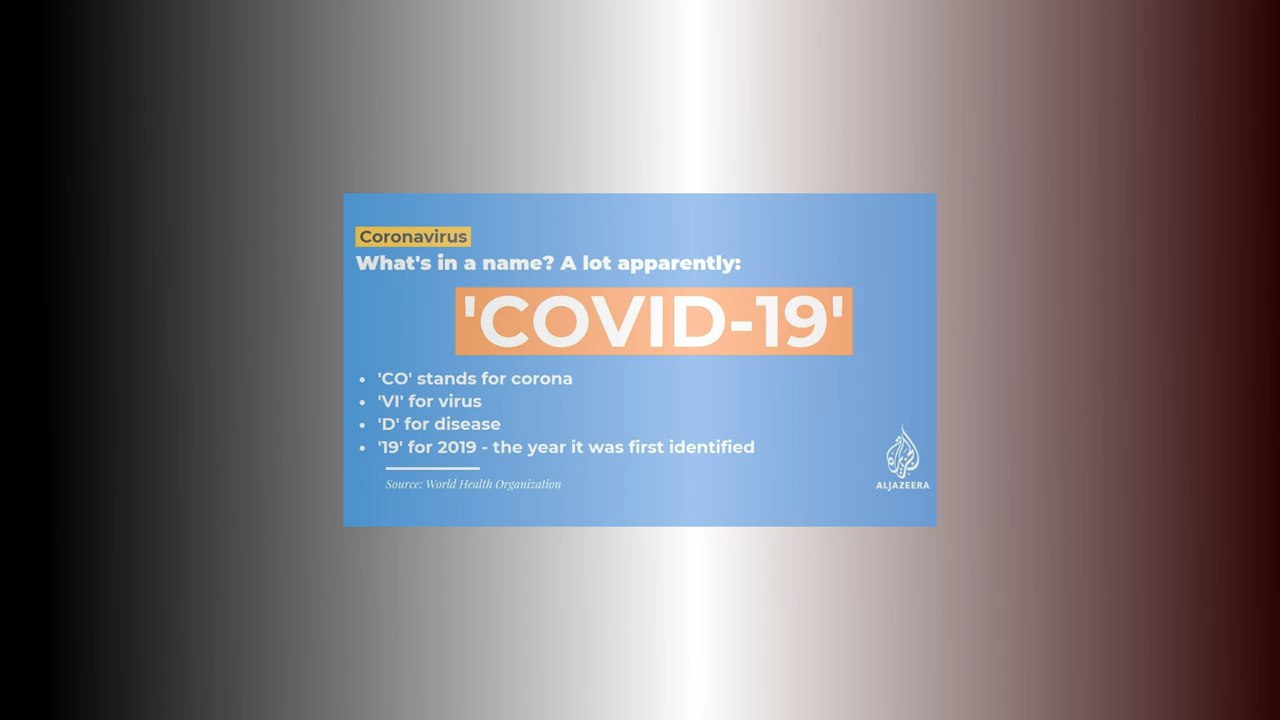 Coronavirus
What's in a name? A lot apparently:
'COVID-19'
• 'CO' stands for corona
• 'VI' for virus
• 'D' for disease
• '19' for 2019 - the year it was first identified
Source: World Health Organization
ALJAZEERA